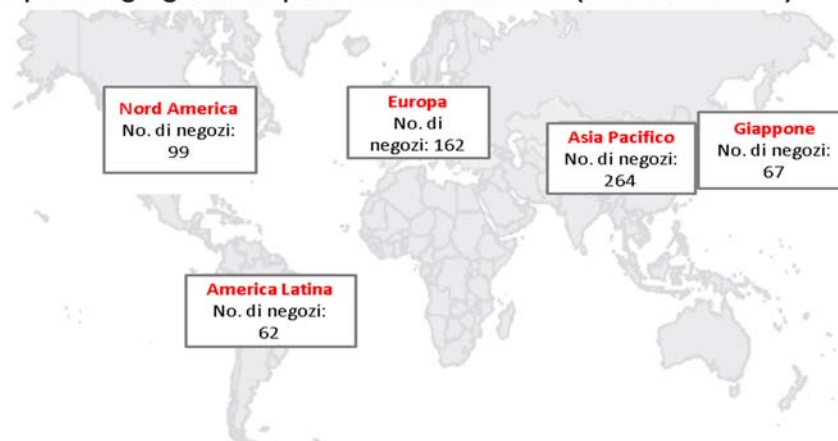 Nord America
No. di negozi:
99
Europa
No. di
negozi: 162
Asia Pacifico
No. di negozi:
264
Giappone
No. di negozi:
67
America Latina
No. di negozi:
62